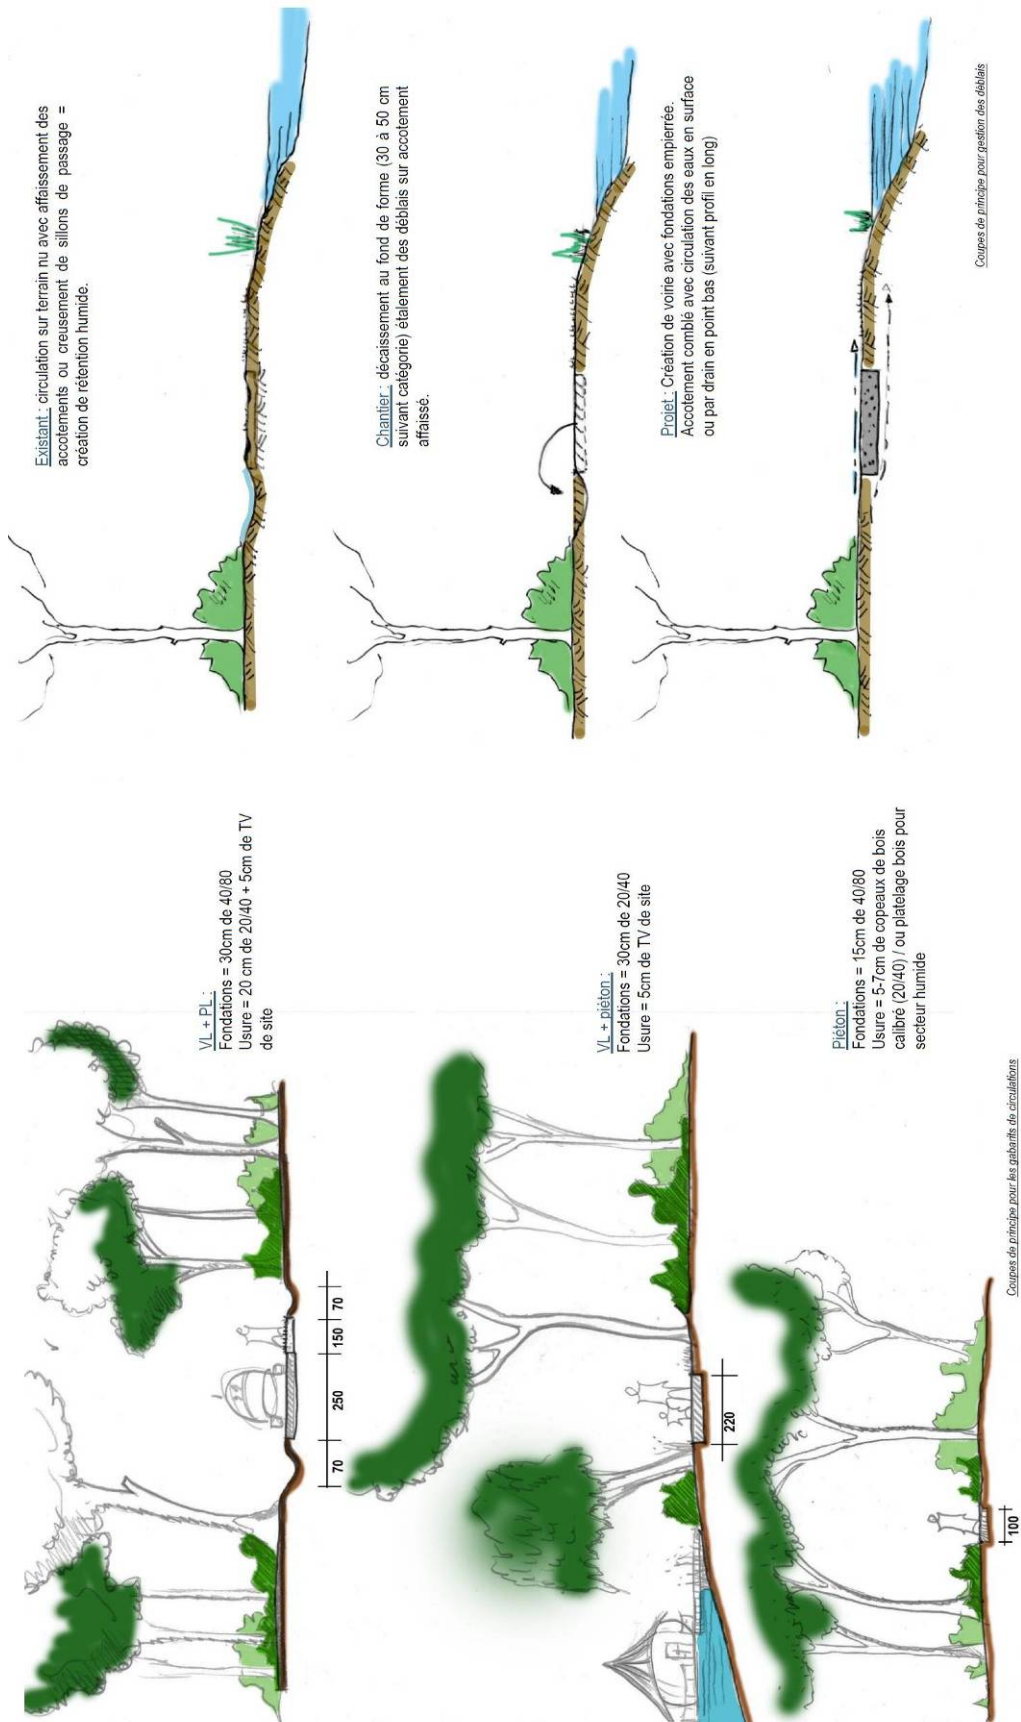 VL + PL :
Fondations = 30cm de 40/80
Usure = 20 cm de 20/40 + 5cm de TV
de site
70
250
150
70
VL + piéton :
Fondations = 30cm de 20/40
Usure = 5cm de TV de site
220
Piéton :
Fondations = 15cm de 40/80
Usure = 5-7cm de copeaux de bois
calibré (20/40) / ou platelage bois pour
secteur humide
100
Coupes de principe pour les gabarits de circulations
Existant : circulation sur terrain nu avec affaissement des
accotements ou creusement de sillons de passage =
création de rétention humide.
Chantier : décaissement au fond de forme (30 à 50 cm
suivant catégorie) étalement des déblais sur accotement
affaissé.
Projet : Création de voirie avec fondations empierrée.
Accotement comblé avec circulation des eaux en surface
ou par drain en point bas (suivant profil en long)
Coupes de principe pour gestion des déblais